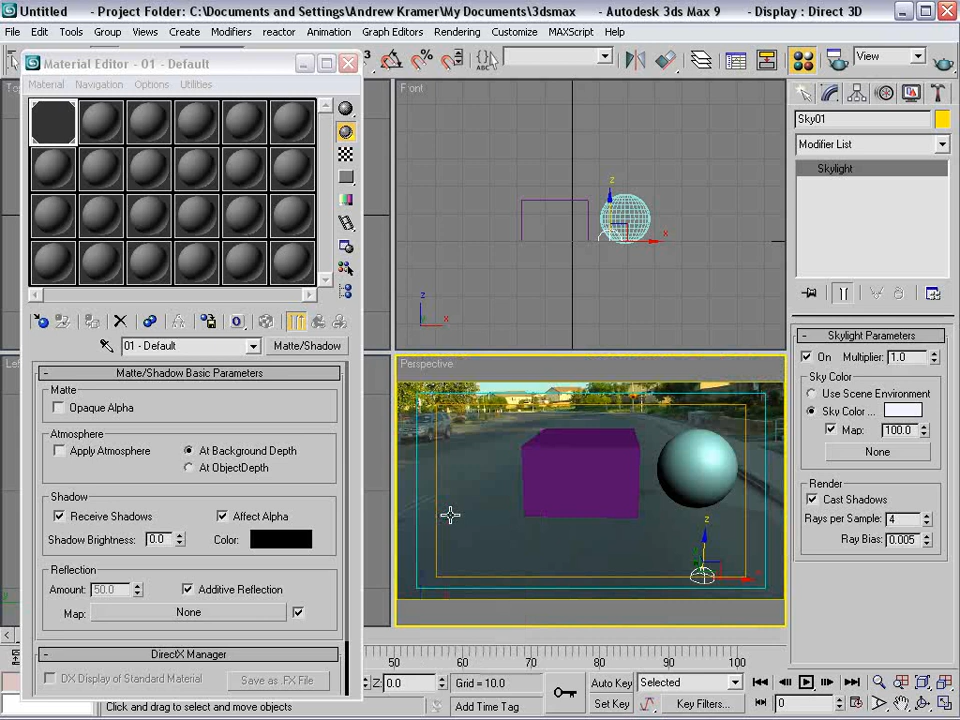 Untitled - Project Folder: C:\Documents and Settings\Andrew Kramer\My Documents\3dsmax - Autodesk 3ds Max 9 - Display : Direct 3D
File Edit Tools Group Views Create Modifiers reactor Animation Graph Editors Rendering Customize MAXScript Help
Material Editor - 01 - Default
View
Material Navigation Options Utilities
Front
Sky01
Modifier List
Skylight
z
x
z
x
01 - Default
Matte/Shadow
Skylight Parameters
On Multiplier: 1.0
Sky Color
Use Scene Environment
Sky Color ...
Map: 100.0
None
Render
Cast Shadows
Rays per Sample: 4
Ray Bias: 0.005
Perspective
z
Matte/Shadow Basic Parameters
Matte
Opaque Alpha
Atmosphere
Apply Atmosphere At Background Depth
At ObjectDepth
Shadow
Receive Shadows Affect Alpha
Shadow Brightness: 0.0 Color:
Reflection
Amount: 50.0 Additive Reflection
Map: None
DirectX Manager
DX Display of Standard Material Save as .FX File
50 60 70 80 90 100
Z: 0.0 Grid = 10.0 Auto Key Selected
Click and drag to select and move objects Add Time Tag Set Key Key Filters... 0